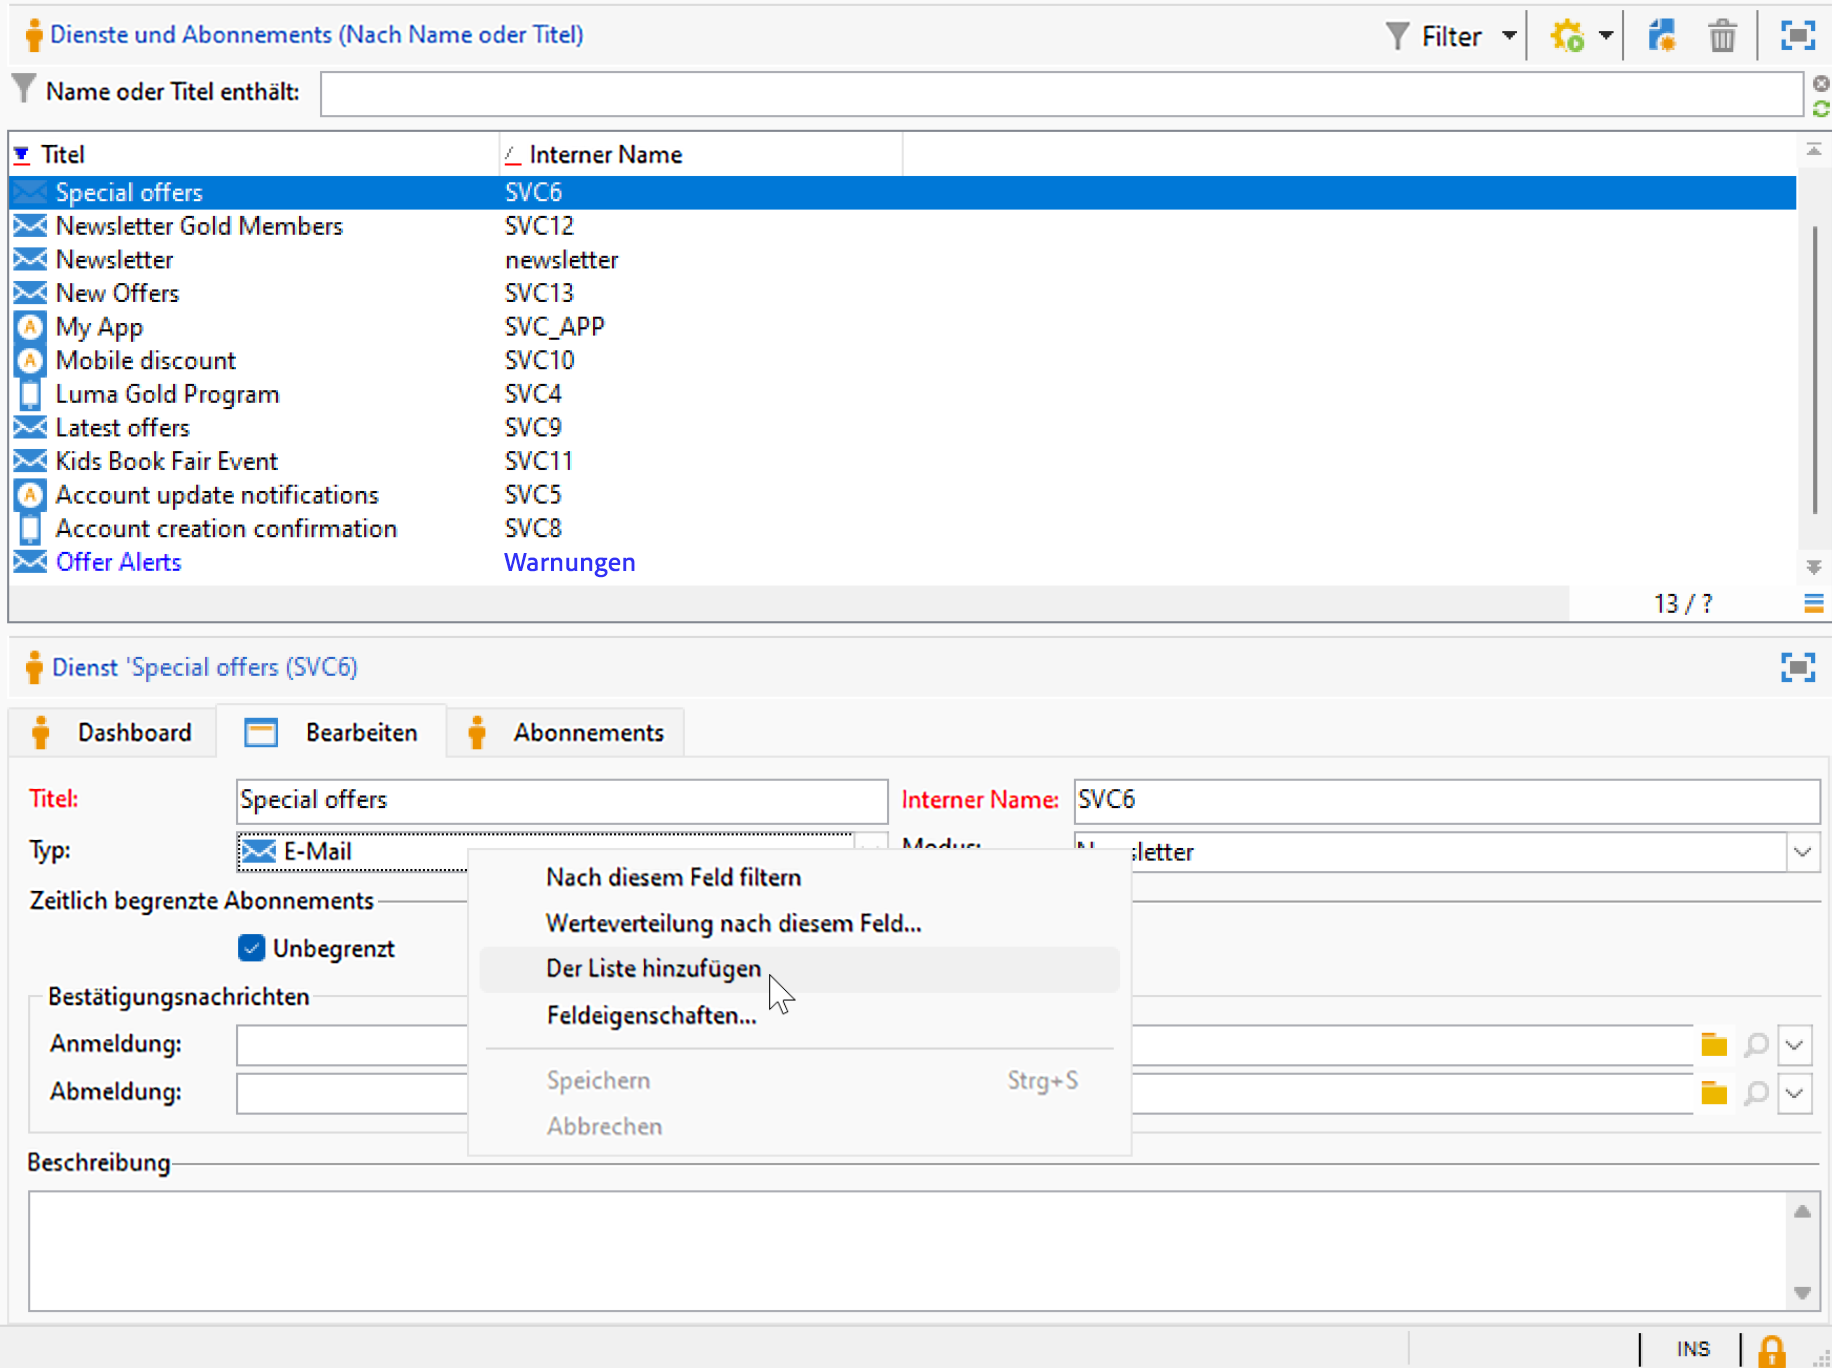 Dienste und Abonnements (Nach Name oder Titel)
Filter
Name oder Titel enthält:
Titel Interner Name
Special offers SVC6
Newsletter Gold Members SVC12
Newsletter newsletter
New Offers SVC13
My App SVC_APP
Mobile discount SVC10
Luma Gold Program SVC4
Latest offers SVC9
Kids Book Fair Event SVC11
Account update notifications SVC5
Account creation confirmation SVC8
Offer Alerts Warnungen
13 / ?
Dienst 'Special offers (SVC6)
Dashboard Bearbeiten Abonnements
Titel: Special offers Interner Name: SVC6
Typ: E-Mail
Zeitlich begrenzte Abonnements
Unbegrenzt
Bestätigungsnachrichten
Anmeldung:
Abmeldung:
Nach diesem Feld filtern
Werteverteilung nach diesem Feld...
Der Liste hinzufügen
Feldeigenschaften...
Speichern Strg+S
Abbrechen
Beschreibung
INS